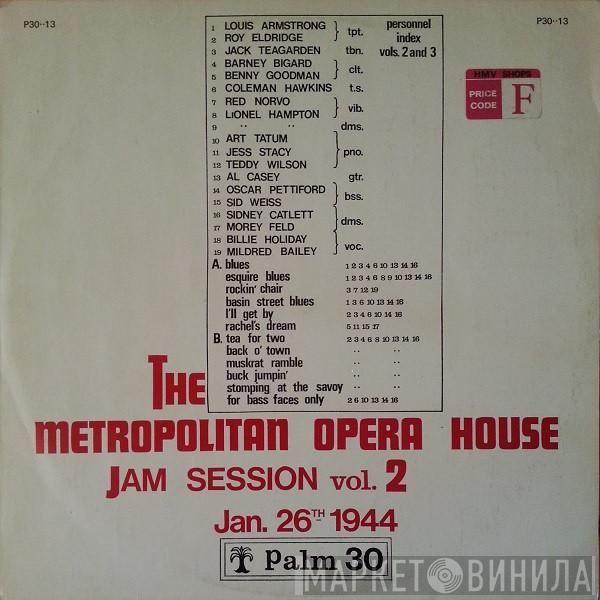 P30··13
P30··13
1 LOUIS ARMSTRONG
2 ROY ELDRIDGE
tpt.
personnel
index
vols. 2 and 3
3 JACK TEAGARDEN tbn.
4 BARNEY BIGARD
5 BENNY GOODMAN
clt.
6 COLEMAN HAWKINS t.s.
7 RED NORVO
8 LIONEL HAMPTON
vib.
9 ·· ·· dms.
10 ART TATUM
11 JESS STACY
12 TEDDY WILSON
pno.
13 AL CASEY gtr.
14 OSCAR PETTIFORD
15 SID WEISS
bss.
16 SIDNEY CATLETT
17 MOREY FELD
dms.
18 BILLIE HOLIDAY
19 MILDRED BAILEY
voc.
HMV SHOPS
PRICE
CODE
F
A. blues 1 2 3 4 6 10 13 14 16
esquire blues 1 2 3 4 6 8 9 10 13 14 16
rockin' chair 3 7 12 19
basin street blues 1 3 6 10 13 14 16
I'll get by 2 3 4 6 10 14 16
rachel's dream 5 11 15 17
B. tea for two 2 3 4 6 8 10 13 14 16
back o' town ·· ··
muskrat ramble ·· ··
buck jumpin' ·· ··
stomping at the savoy ·· ··
for bass faces only 2 6 10 13 14 16
THE
METROPOLITAN OPERA HOUSE
JAM SESSION vol. 2
Jan. 26TH 1944
Palm 30
МАРКЕТ ВИНИЛА